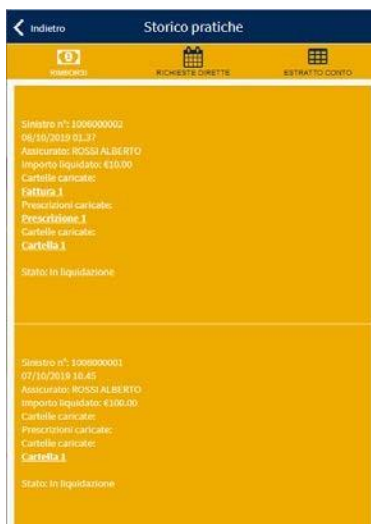 Indietro
Storico pratiche
RIMBORSI
RICHIESTE DIRETTE
ESTRATTO CONTO
Sinistro n°: 1006000002
08/10/2019 01.37
Assicurato: ROSSI ALBERTO
Importo liquidato: €10.00
Cartelle caricate:
Fattura 1
Prescrizioni caricate:
Prescrizione 1
Cartelle caricate:
Cartella 1
Stato: In liquidazione
Sinistro n°: 1006000001
07/10/2019 10.45
Assicurato: ROSSI ALBERTO
Importo liquidato: €100.00
Cartelle caricate:
Prescrizioni caricate:
Cartelle caricate:
Cartella 1
Stato: In liquidazione